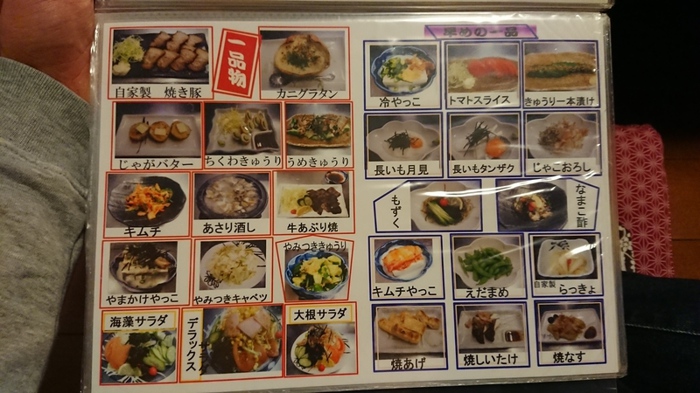 一品物
自家製 焼き豚
カニグラタン
じゃがバター
ちくわきゅうり
うめきゅうり
キムチ
あさり酒し
牛あぶり焼
やまかけやっこ
やみつきキャベツ
やみつききゅうり
海藻サラダ
デラックス
大根サラダ
早めの一品
冷やっこ
トマトスライス
きゅうり一本漬け
長いも月見
長いもタンザク
じゃこおろし
もずく
なまこ酢
キムチやっこ
えだまめ
自家製 らっきょ
焼あげ
焼しいたけ
焼なす